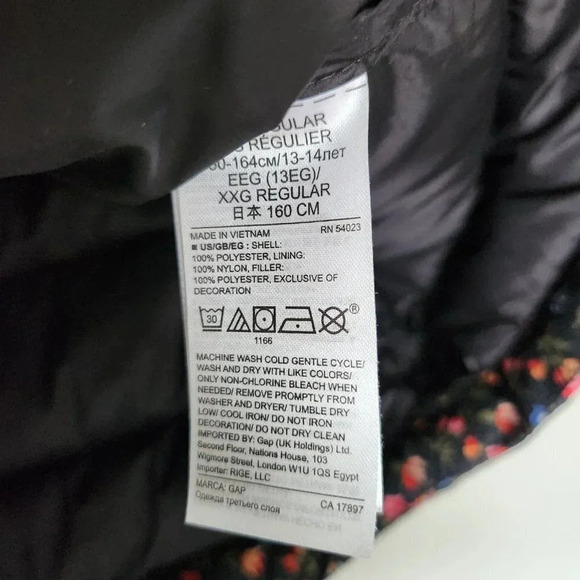 RÉGULIER
-164см/13-14лет
EEG (13EG)/
XXG REGULAR
日本 160 CM
MADE IN VIETNAM RN 54023
■ US/GB/EG : SHELL:
100% POLYESTER, LINING:
100% NYLON, FILLER:
100% POLYESTER, EXCLUSIVE OF
DECORATION
30 ®
1166
MACHINE WASH COLD GENTLE CYCLE/
WASH AND DRY WITH LIKE COLORS/
ONLY NON-CHLORINE BLEACH WHEN
NEEDED/ REMOVE PROMPTLY FROM
WASHER AND DRYER/ TUMBLE DRY
LOW/ COOL IRON/ DO NOT IRON
DECORATION/ DO NOT DRY CLEAN
IMPORTED BY: Gap (UK Holdings) Ltd.
Second Floor, Nations House, 103
Wigmore Street, London W1U 1QS Egypt
Importer: RIGE, LLC
MARCA: GAP CA 17897
Одежда третьего слоя